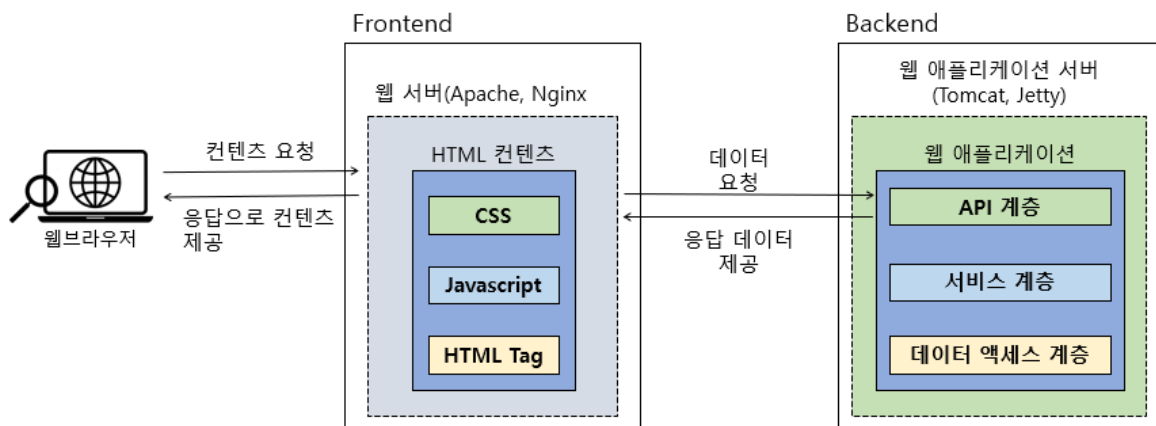 Frontend
Backend
웹 서버(Apache, Nginx
웹 애플리케이션 서버
(Tomcat, Jetty)
컨텐츠 요청
응답으로 컨텐츠
제공
웹브라우저
HTML 컨텐츠
CSS
Javascript
HTML Tag
데이터
요청
응답 데이터
제공
웹 애플리케이션
API 계층
서비스 계층
데이터 액세스 계층